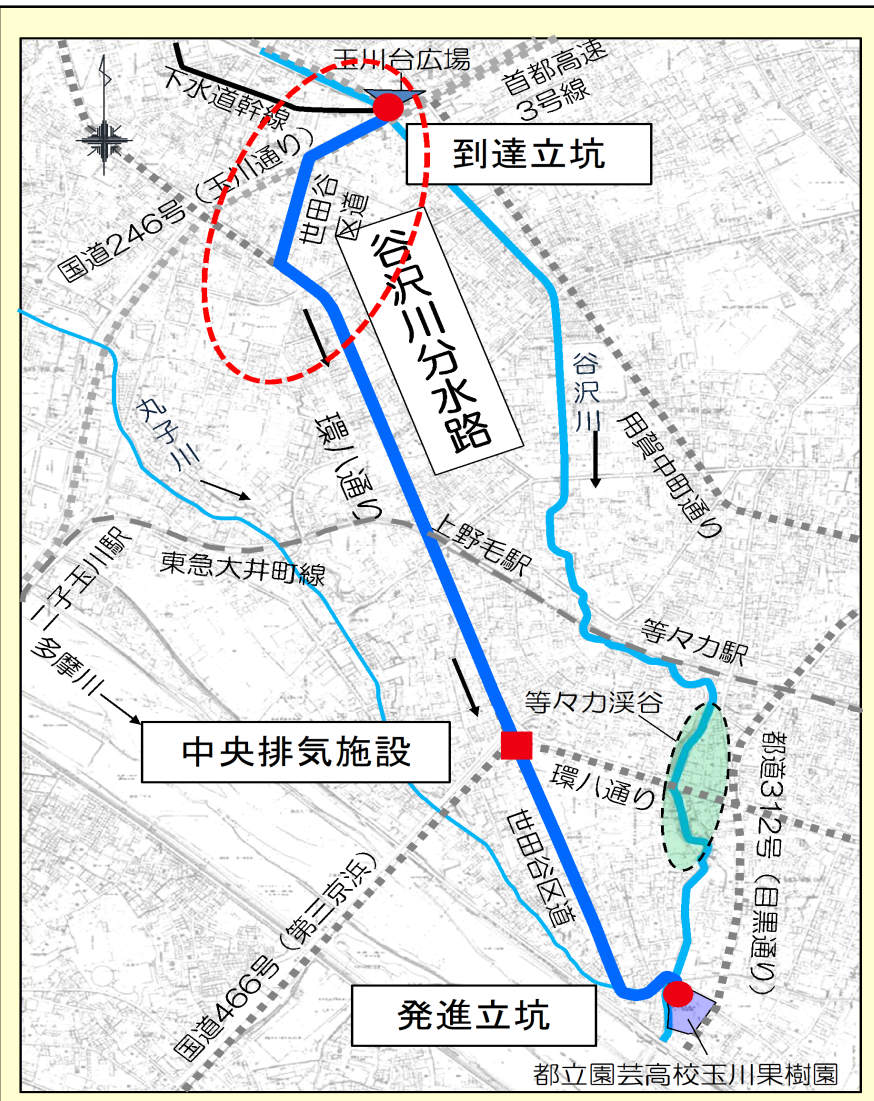 玉川台広場
首都高速
3号線
下水道幹線
到達立坑
国道246号（玉川通り）
世田谷
区道
谷沢川分水路
谷沢川
丸子川
環八通り
用賀中町通り
上野毛駅
東急大井町線
二子玉川駅
多摩川
等々力駅
等々力渓谷
中央排気施設
環八通り
都道312号（目黒通り）
世田谷区道
国道466号（第三京浜）
発進立坑
都立園芸高校玉川果樹園